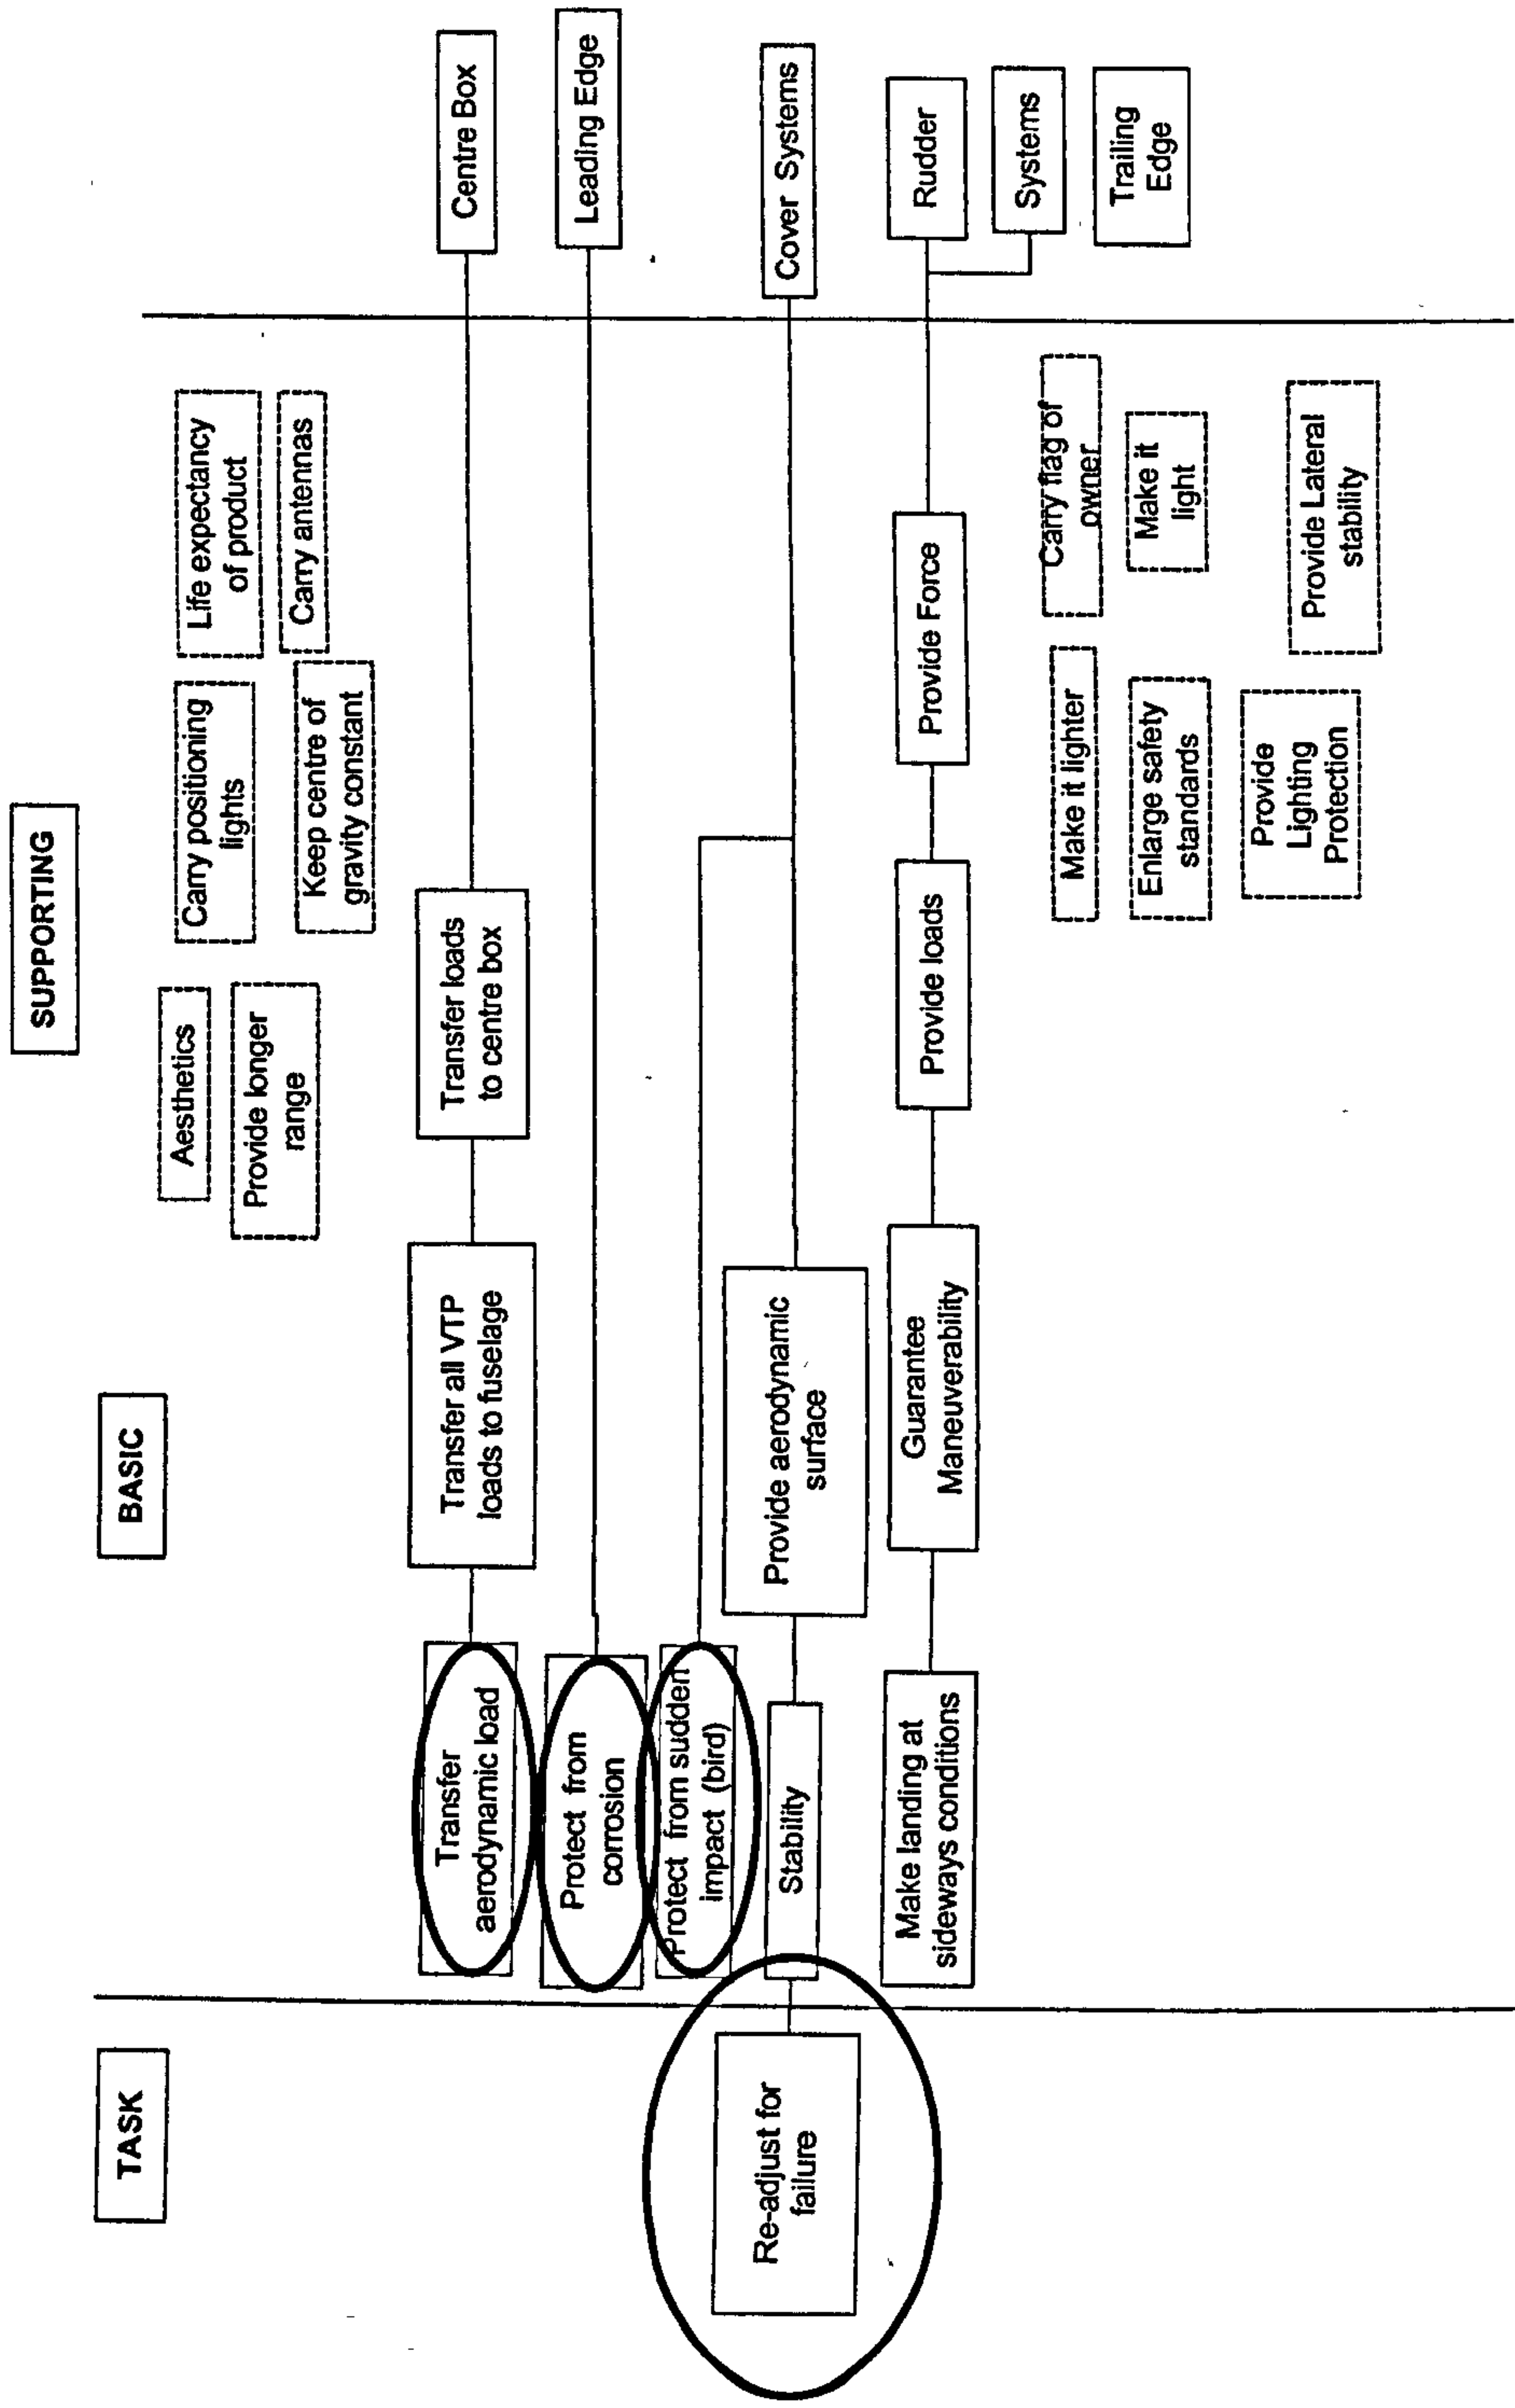 SUPPORTING
BASIC
TASK
Aesthetics
Provide longer
range
Carry positioning
lights
Keep centre of
gravity constant
Life expectancy
of product
Carry antennas
Transfer
aerodynamic load
Transfer all VTP
loads to fuselage
Transfer loads
to centre box
Centre Box
Protect from
corrosion
Leading Edge
Protect from sudden
impact (bird)
Re-adjust for
failure
Stability
Provide aerodynamic
surface
Cover Systems
Make landing at
sideways conditions
Guarantee
Maneuverability
Provide loads
Provide Force
Rudder
Systems
Trailing
Edge
Make it lighter
Carry flag of
owner
Enlarge safety
standards
Make it
light
Provide
Lighting
Protection
Provide Lateral
stability